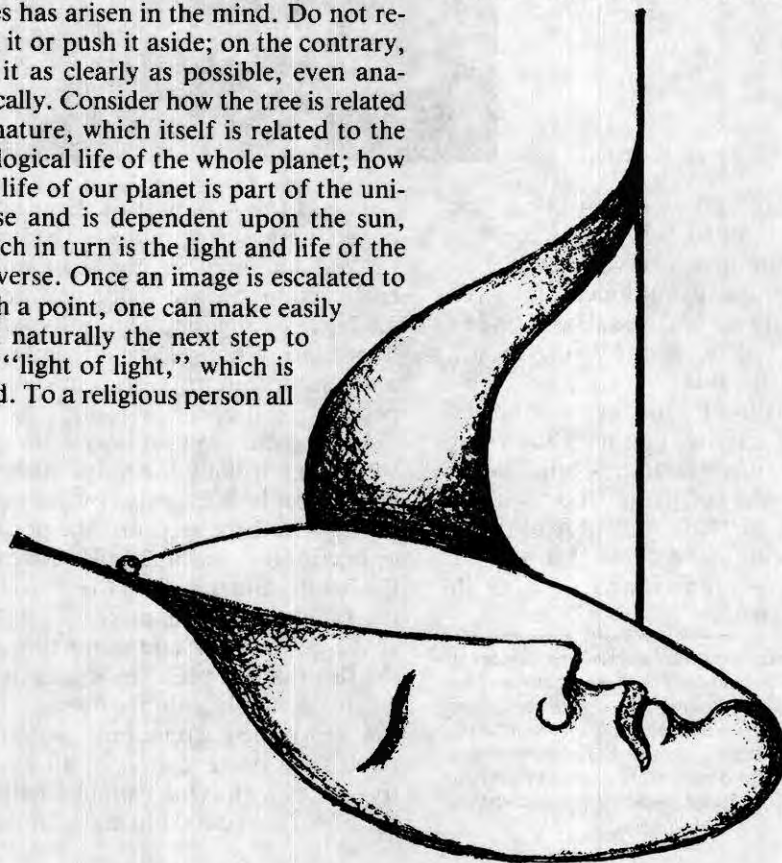 es has arisen in the mind. Do not re-
it or push it aside; on the contrary,
it as clearly as possible, even ana-
cally. Consider how the tree is related
nature, which itself is related to the
logical life of the whole planet; how
life of our planet is part of the uni-
se and is dependent upon the sun,
ch in turn is the light and life of the
verse. Once an image is escalated to
h a point, one can make easily
naturally the next step to
"light of light," which is
d. To a religious person all